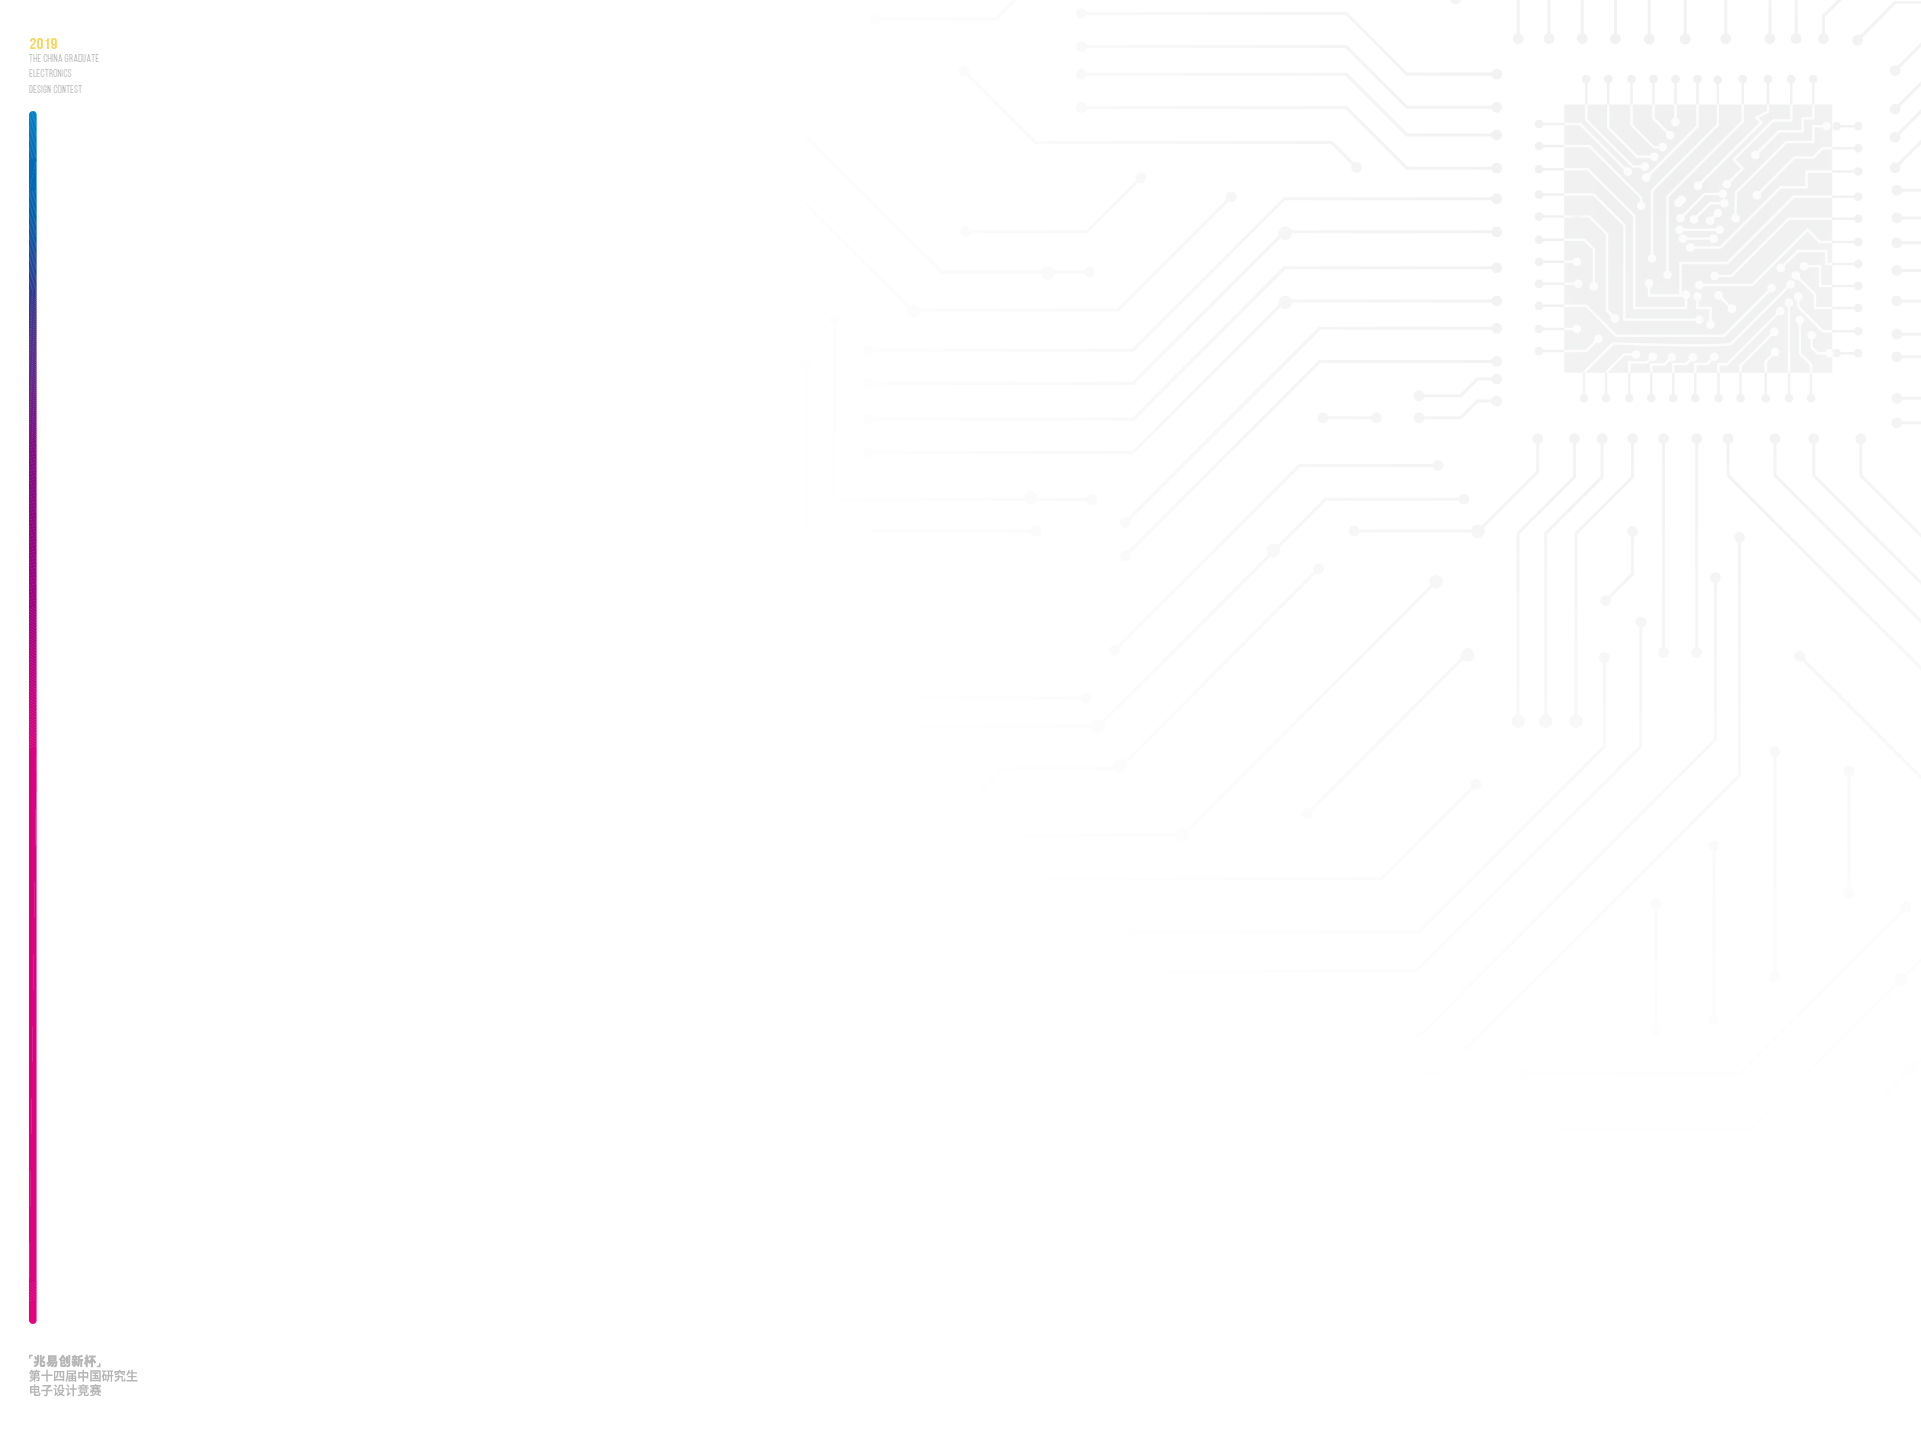 2019
THE CHINA GRADUATE
ELECTRONICS
DESIGN CONTEST
「兆易创新杯」
第十四届中国研究生
电子设计竞赛